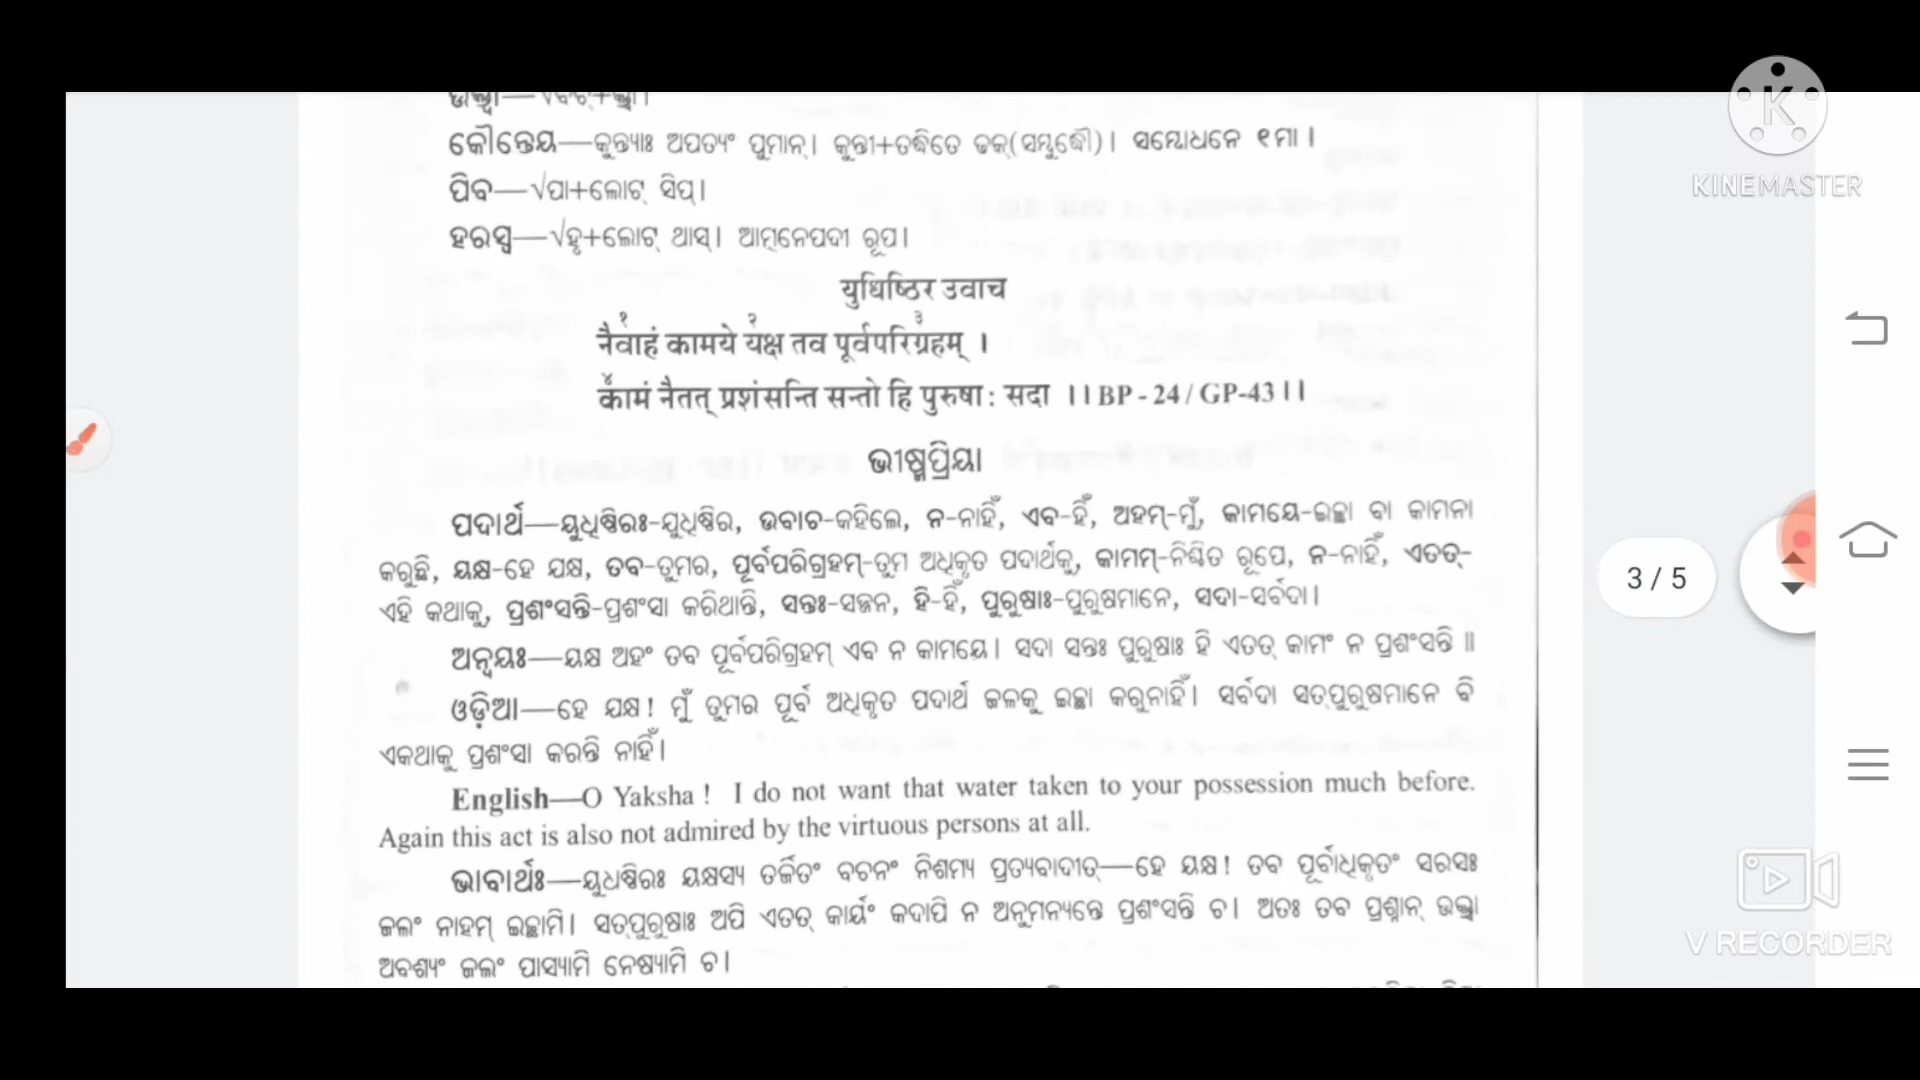 କୌନ୍ତେୟ—କୁନ୍ତ୍ୟାଃ ଅପତ୍ୟଂ ପୁମାନ୍। କୁନ୍ତୀ+ତଦ୍ଧିତେ ଢକ୍(ସମ୍ବୁଦ୍ଧୌ)। ସମ୍ବୋଧନେ ୧ମା।
ପିବ—√ପା+ଲୋଟ୍ ସିପ୍।
ହରସ୍ୱ—√ହୃ+ଲୋଟ୍ ଥାସ୍। ଆତ୍ମନେପଦୀ ରୂପ।
युधिष्ठिर उवाच
१ २ ३
नैवाहं कामये यक्ष तव पूर्वपरिग्रहम् ।
४
कामं नैतत् प्रशंसन्ति सन्तो हि पुरुषाः सदा ।। BP - 24 / GP-43 ।।
ଭୀଷ୍ମପ୍ରିୟା
ପଦାର୍ଥ—ଯୁଧିଷ୍ଠିରଃ-ଯୁଧିଷ୍ଠିର, ଉବାଚ-କହିଲେ, ନ-ନାହିଁ, ଏବ-ହିଁ, ଅହମ୍-ମୁଁ, କାମୟେ-ଇଚ୍ଛା ବା କାମନା
କରୁଛି, ଯକ୍ଷ-ହେ ଯକ୍ଷ, ତବ-ତୁମର, ପୂର୍ବପରିଗ୍ରହମ୍-ତୁମ ଅଧିକୃତ ପଦାର୍ଥକୁ, କାମମ୍-ନିଶ୍ଚିତ ରୂପେ, ନ-ନାହିଁ, ଏତତ୍-
ଏହି କଥାକୁ, ପ୍ରଶଂସନ୍ତି-ପ୍ରଶଂସା କରିଥାନ୍ତି, ସନ୍ତଃ-ସଜ୍ଜନ, ହି-ହିଁ, ପୁରୁଷାଃ-ପୁରୁଷମାନେ, ସଦା-ସର୍ବଦା।
ଅନ୍ୱୟଃ—ଯକ୍ଷ ଅହଂ ତବ ପୂର୍ବପରିଗ୍ରହମ୍ ଏବ ନ କାମୟେ। ସଦା ସନ୍ତଃ ପୁରୁଷାଃ ହି ଏତତ୍ କାମଂ ନ ପ୍ରଶଂସନ୍ତି ॥
ଓଡ଼ିଆ—ହେ ଯକ୍ଷ! ମୁଁ ତୁମର ପୂର୍ବ ଅଧିକୃତ ପଦାର୍ଥ ଜଳକୁ ଇଚ୍ଛା କରୁନାହିଁ। ସର୍ବଦା ସତ୍‌ପୁରୁଷମାନେ ବି
ଏକଥାକୁ ପ୍ରଶଂସା କରନ୍ତି ନାହିଁ।
English—O Yaksha ! I do not want that water taken to your possession much before.
Again this act is also not admired by the virtuous persons at all.
ଭାବାର୍ଥଃ—ଯୁଧିଷ୍ଠିରଃ ଯକ୍ଷସ୍ୟ ତର୍ଜିତଂ ବଚନଂ ନିଶମ୍ୟ ପ୍ରତ୍ୟବାଦୀତ୍—ହେ ଯକ୍ଷ! ତବ ପୂର୍ବାଧିକୃତଂ ସରସଃ
ଜଲଂ ନାହମ୍ ଇଚ୍ଛାମି। ସତ୍‌ପୁରୁଷାଃ ଅପି ଏତତ୍ କାର୍ଯଂ କଦାପି ନ ଅନୁମନ୍ୟନ୍ତେ ପ୍ରଶଂସନ୍ତି ଚ। ଅତଃ ତବ ପ୍ରଶ୍ନାନ୍ ଉକ୍ତ୍ୱା
ଅବଶ୍ୟଂ ଜଲଂ ପାସ୍ୟାମି ନେଷ୍ୟାମି ଚ।
3 / 5
K
KINEMASTER
V RECORDER